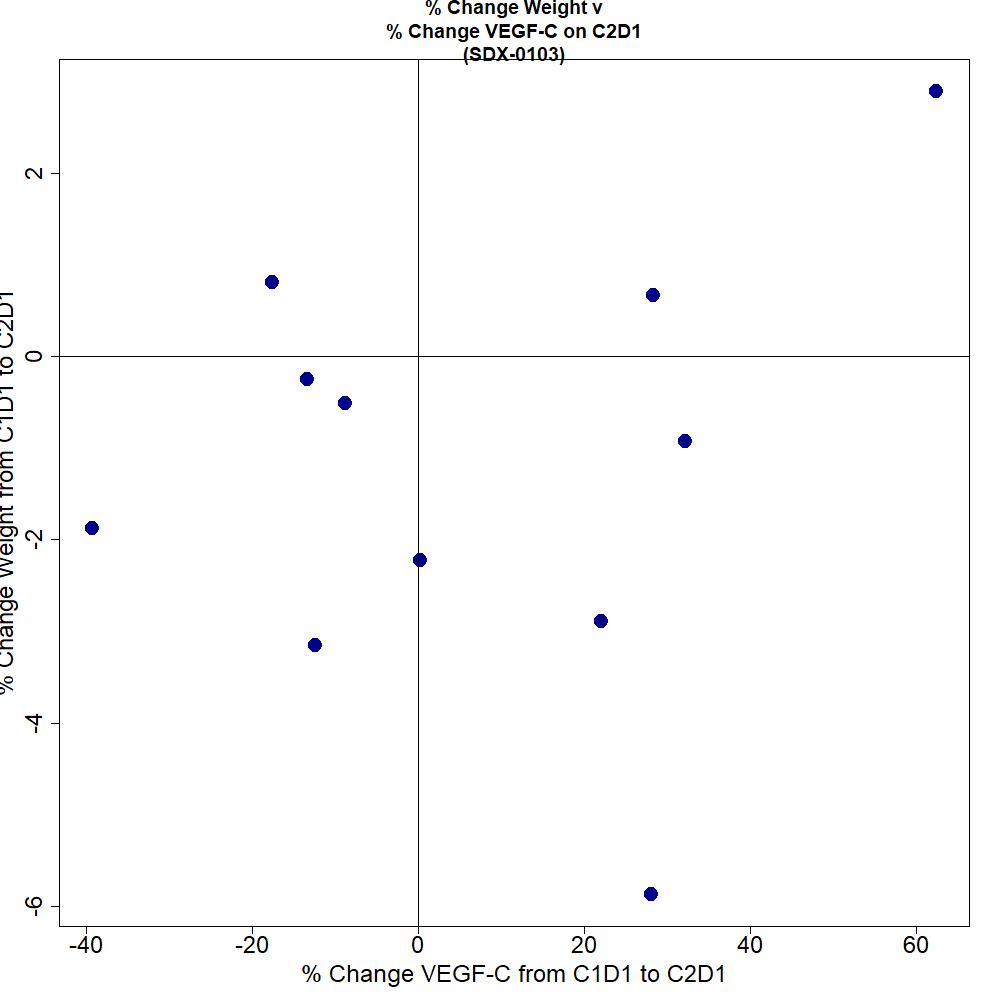 % Change Weight v
% Change VEGF-C on C2D1
(SDX-0103)
% Change Weight from C1D1 to C2D1
2
0
-2
-4
-6
-40 -20 0 20 40 60
% Change VEGF-C from C1D1 to C2D1